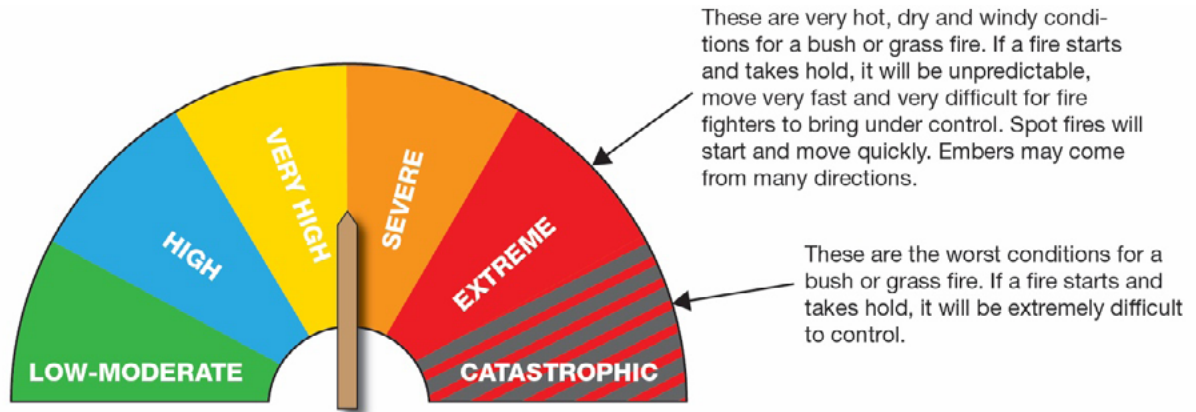 These are very hot, dry and windy condi-
tions for a bush or grass fire. If a fire starts
and takes hold, it will be unpredictable,
move very fast and very difficult for fire
fighters to bring under control. Spot fires will
start and move quickly. Embers may come
from many directions.
VERY HIGH
SEVERE
HIGH
EXTREME
These are the worst conditions for a
bush or grass fire. If a fire starts and
takes hold, it will be extremely difficult
to control.
LOW-MODERATE
CATASTROPHIC